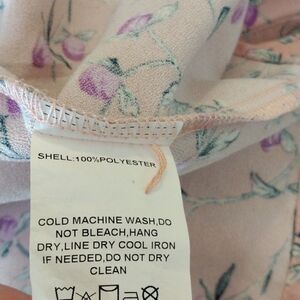 SHELL:100%POLYESTER
COLD MACHINE WASH,DO
NOT BLEACH,HANG
DRY,LINE DRY COOL IRON
IF NEEDED,DO NOT DRY
CLEAN